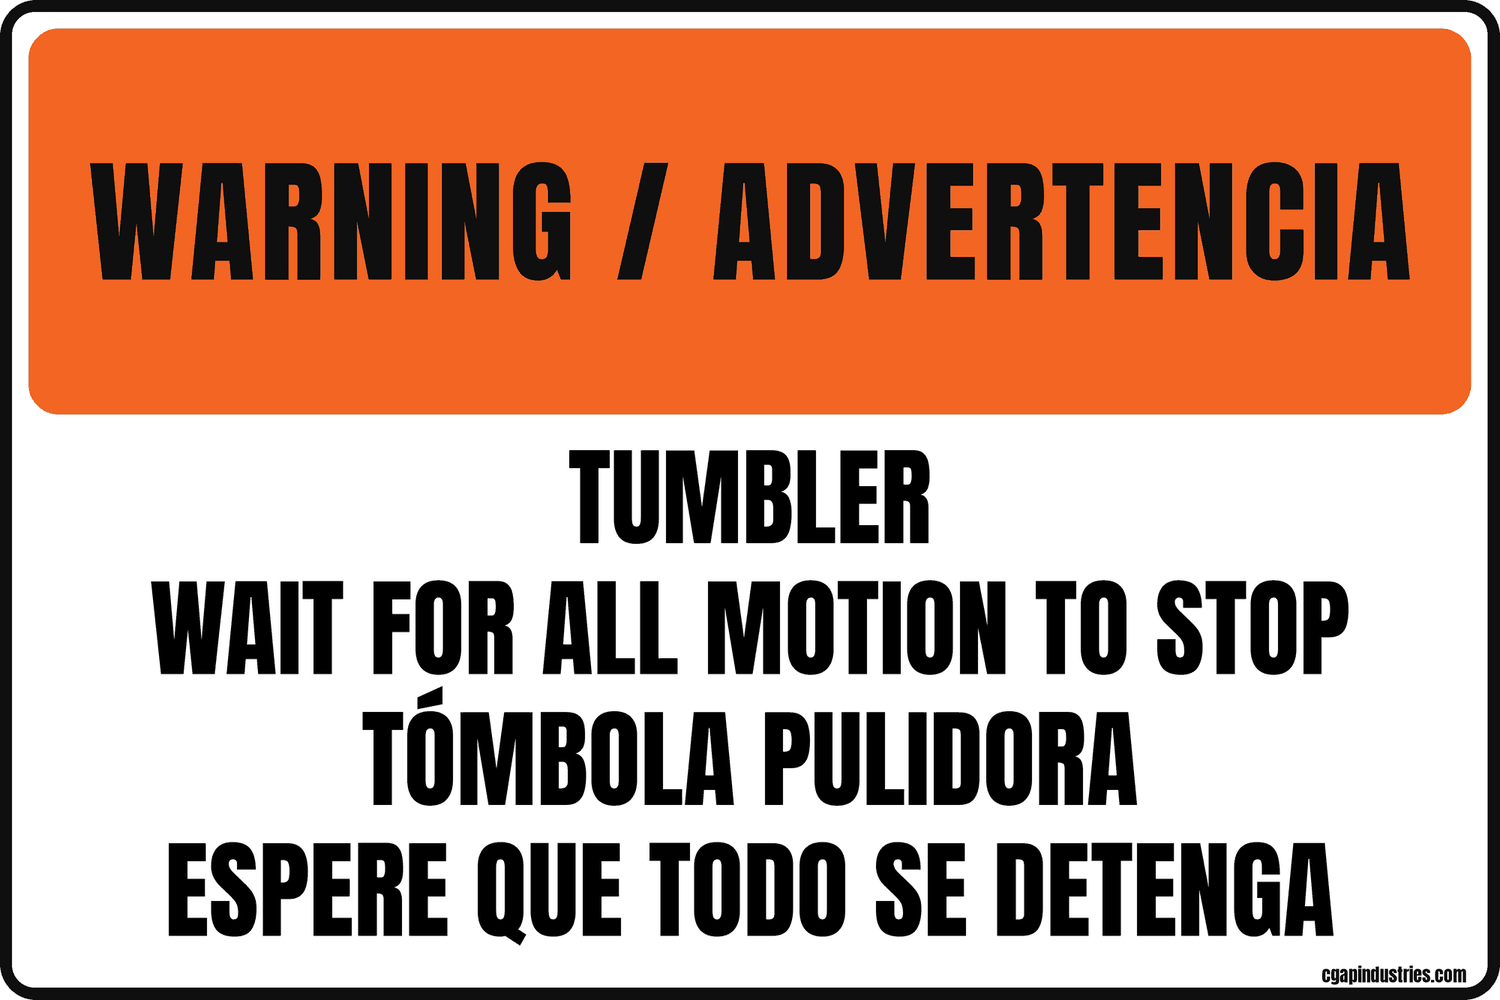 WARNING / ADVERTENCIA
TUMBLER
WAIT FOR ALL MOTION TO STOP
TÓMBOLA PULIDORA
ESPERE QUE TODO SE DETENGA
cgapindustries.com